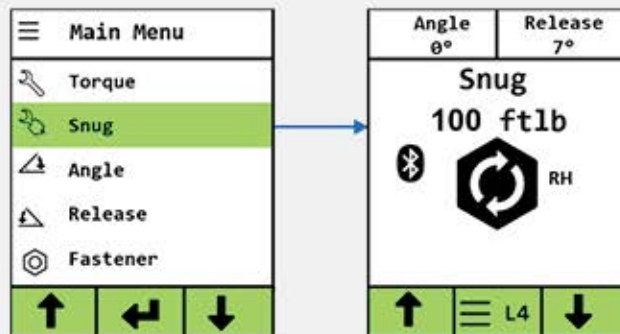 Main Menu
Torque
Snug
Angle
Release
Fastener
Angle
0°
Release
7°
Snug
100 ftlb
RH
L4